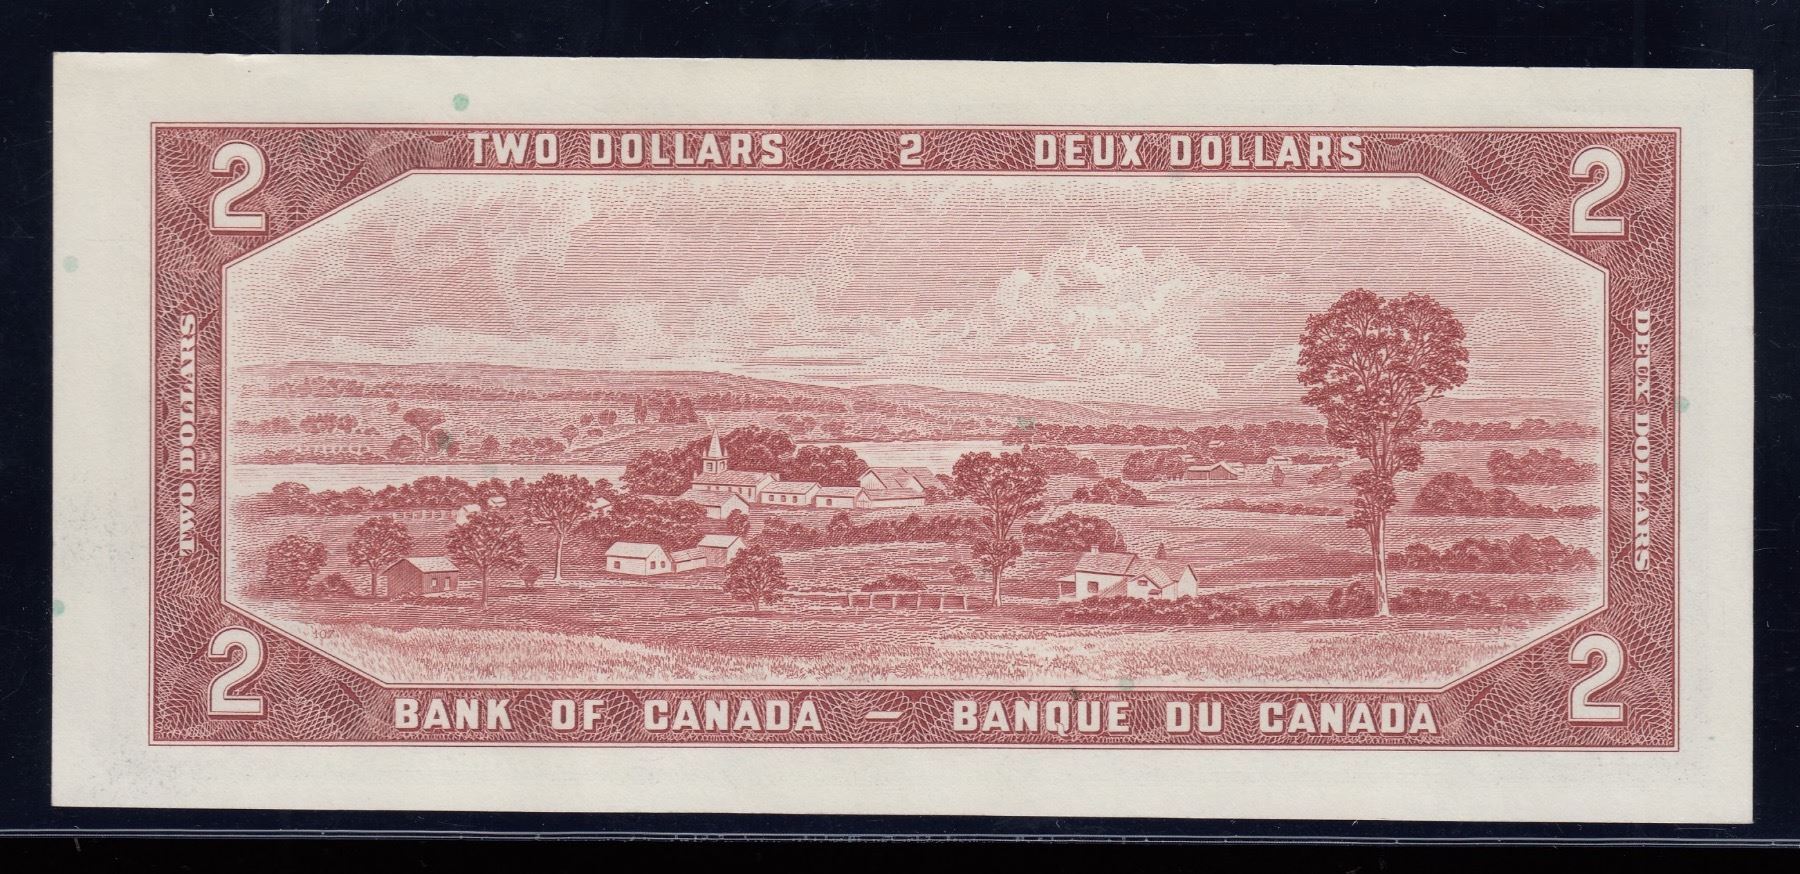 TWO DOLLARS 2 DEUX DOLLARS
2
2
TWO DOLLARS
DEUX DOLLARS
107
2
2
BANK OF CANADA – BANQUE DU CANADA